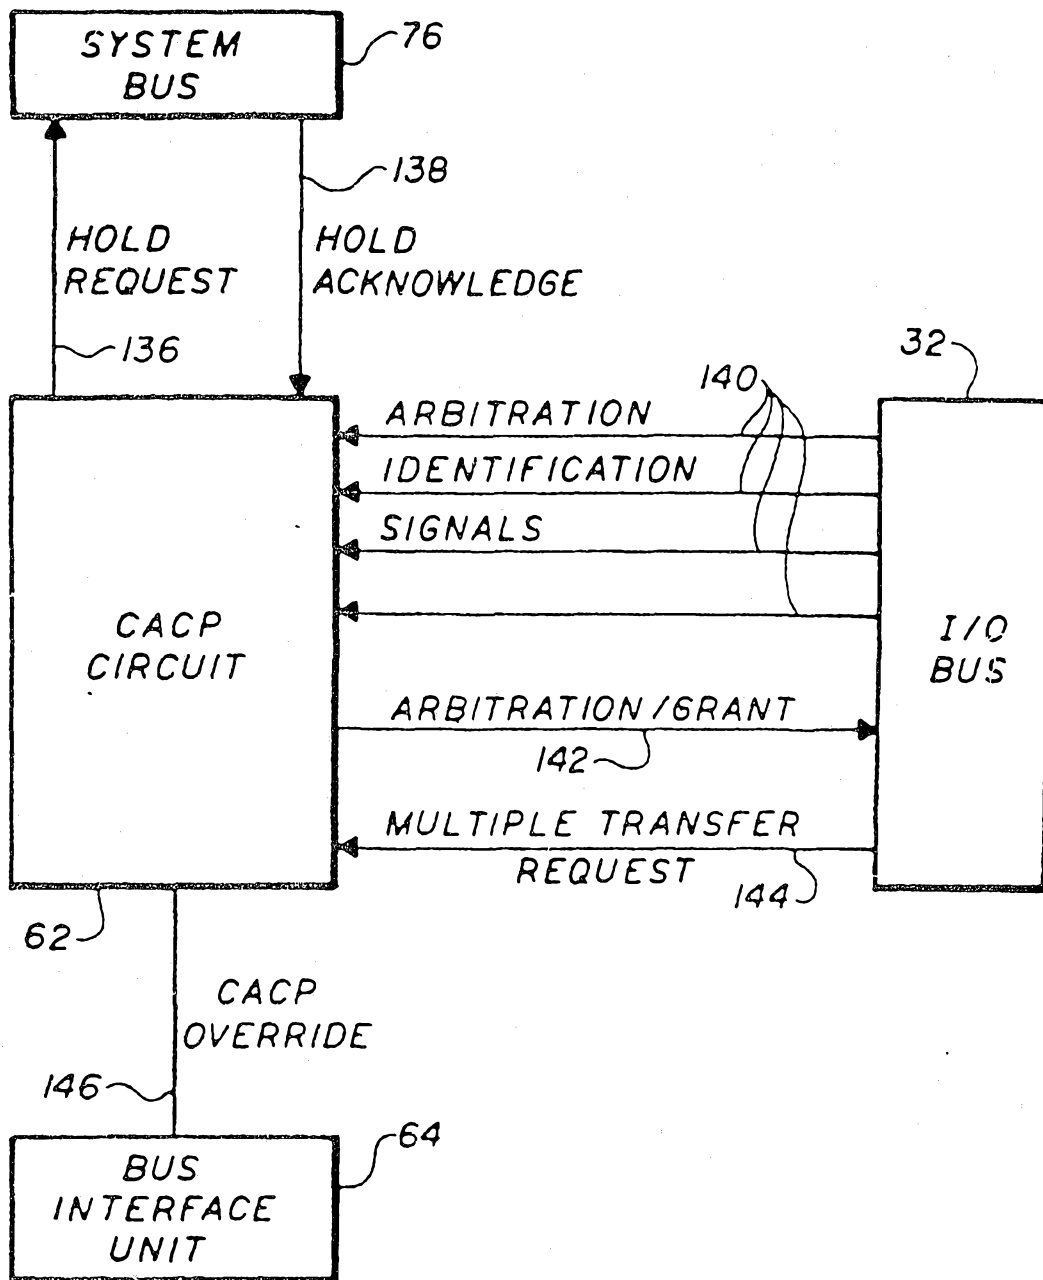 SYSTEM
BUS
76
138
HOLD
REQUEST
HOLD
ACKNOWLEDGE
136
32
140
ARBITRATION
IDENTIFICATION
SIGNALS
CACP
CIRCUIT
I/O
BUS
ARBITRATION/GRANT
142
MULTIPLE TRANSFER
REQUEST
144
62
CACP
OVERRIDE
146
64
BUS
INTERFACE
UNIT